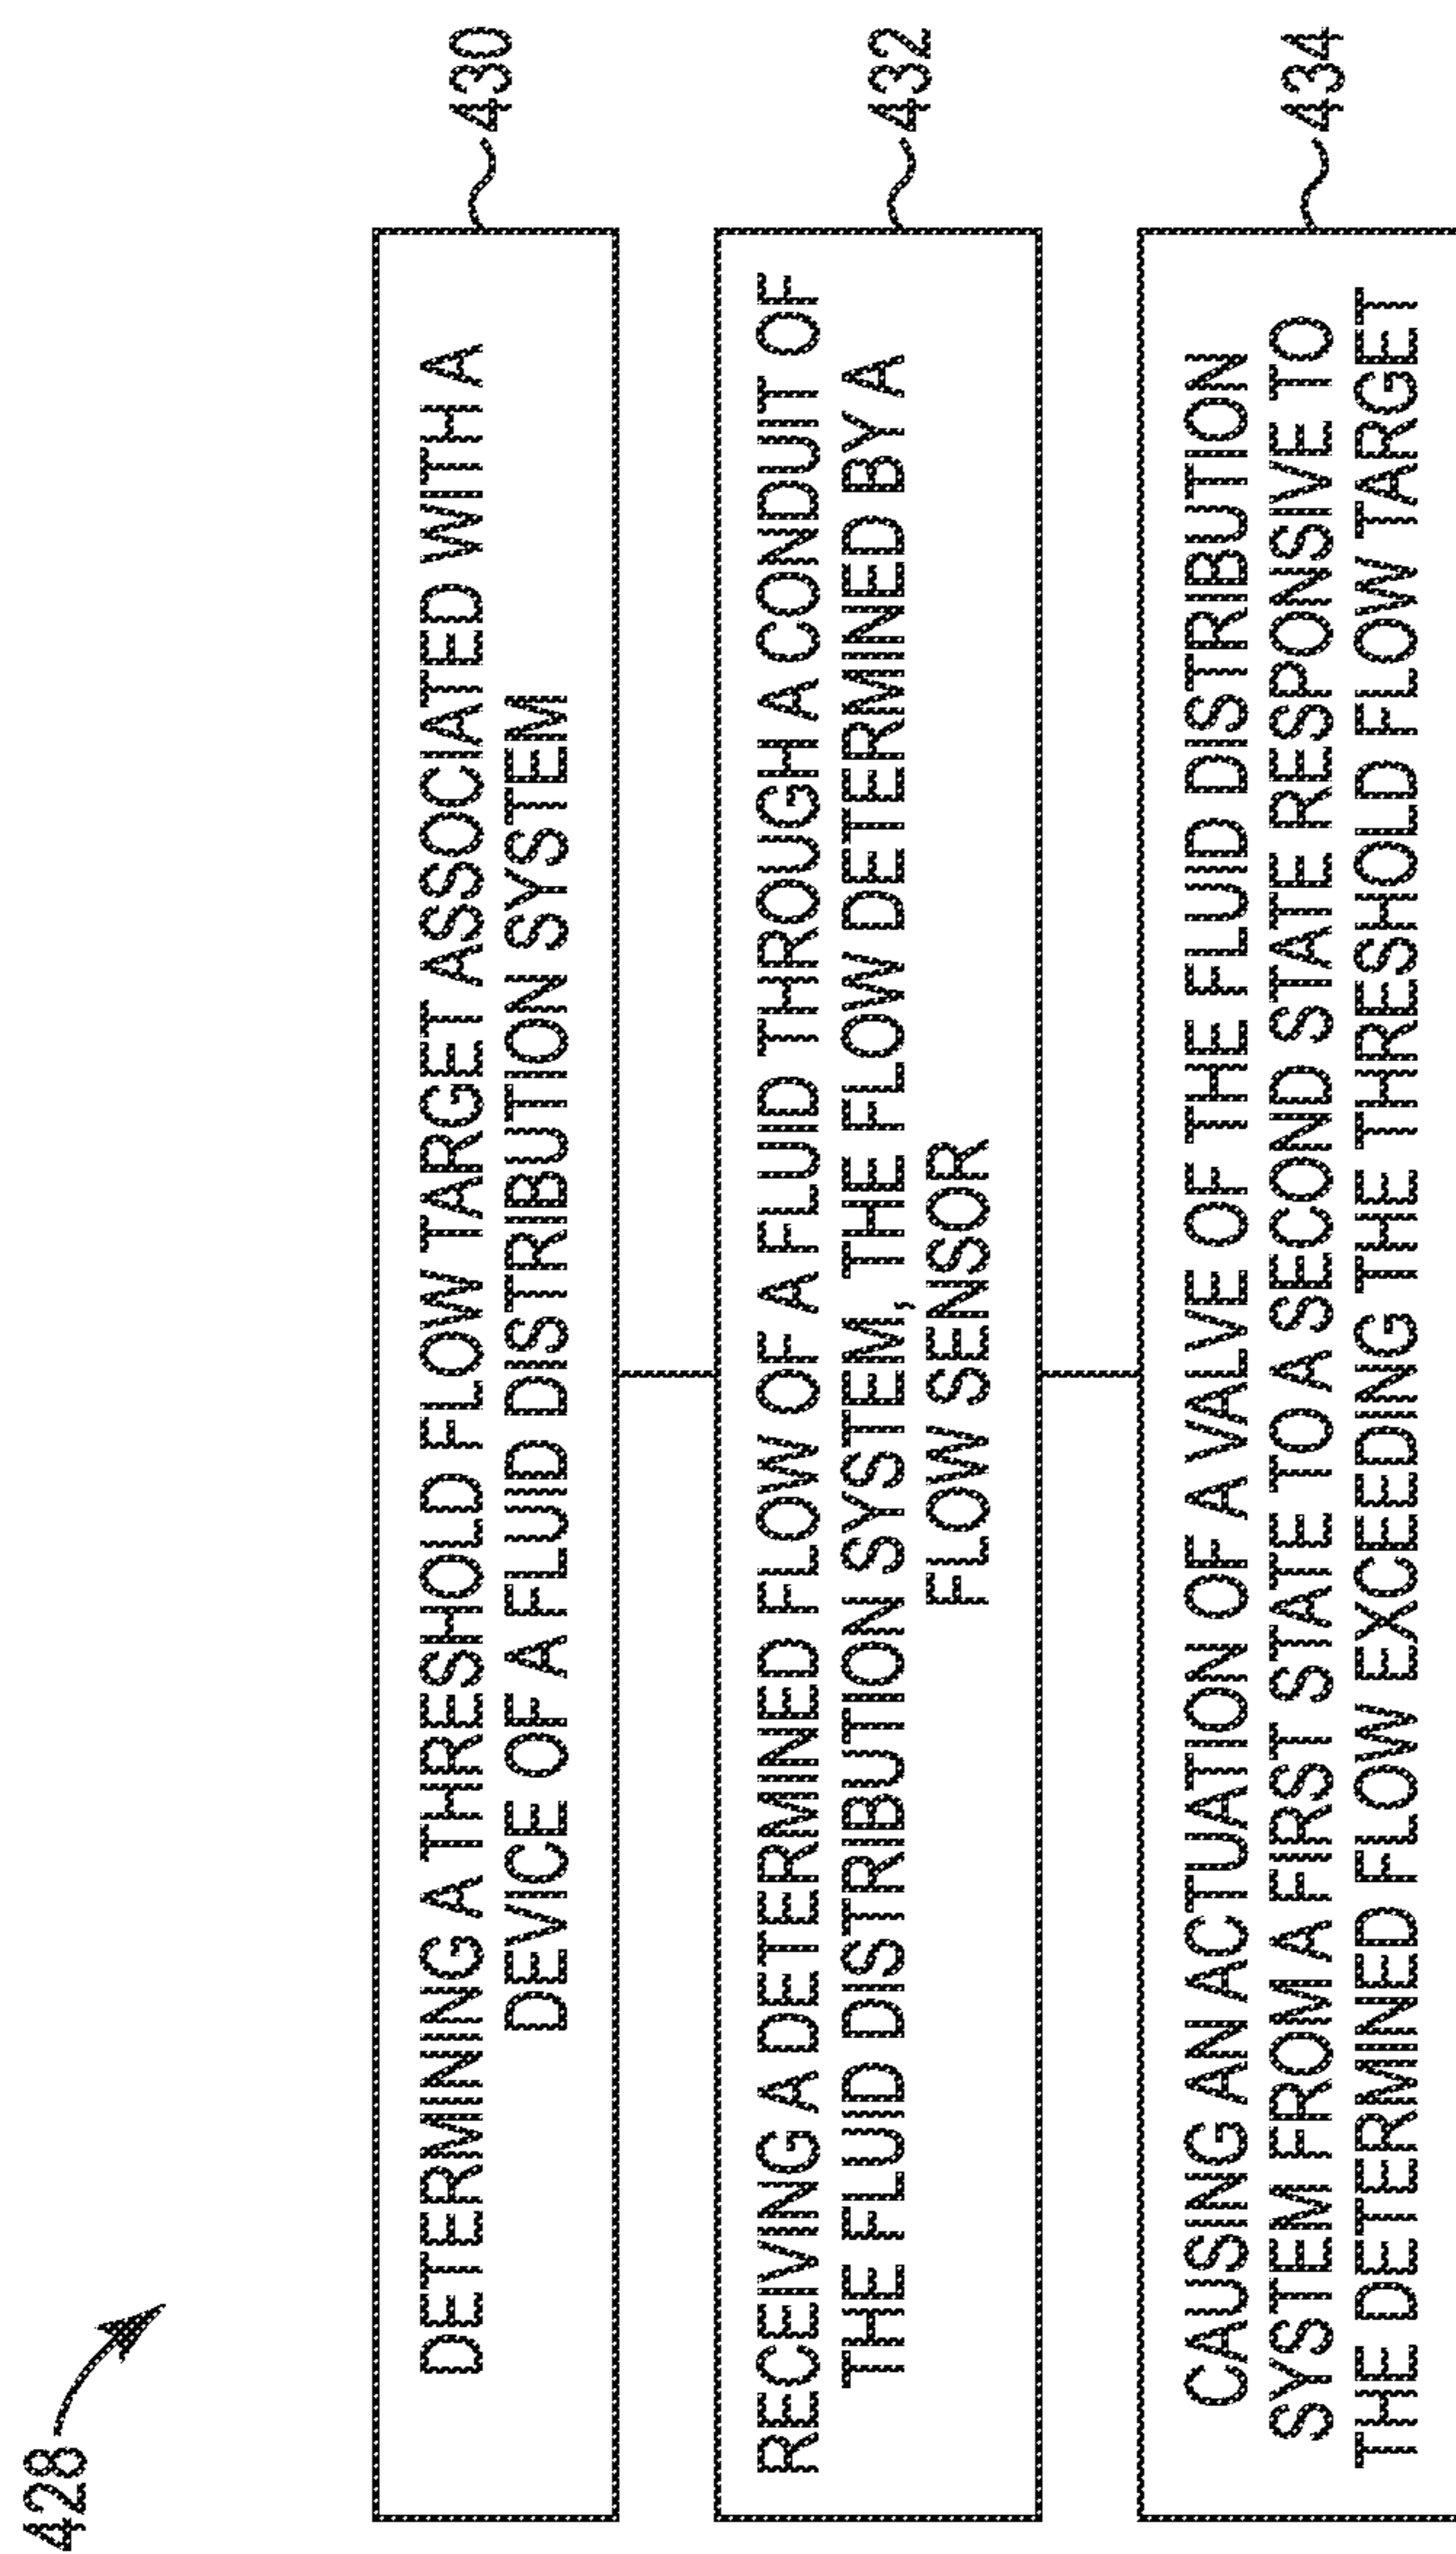 428
DETERMINING A THRESHOLD FLOW TARGET ASSOCIATED WITH A
DEVICE OF A FLUID DISTRIBUTION SYSTEM
430
RECEIVING A DETERMINED FLOW OF A FLUID THROUGH A CONDUIT OF
THE FLUID DISTRIBUTION SYSTEM, THE FLOW DETERMINED BY A
FLOW SENSOR
432
CAUSING AN ACTUATION OF A VALVE OF THE FLUID DISTRIBUTION
SYSTEM FROM A FIRST STATE TO A SECOND STATE RESPONSIVE TO
THE DETERMINED FLOW EXCEEDING THE THRESHOLD FLOW TARGET
434